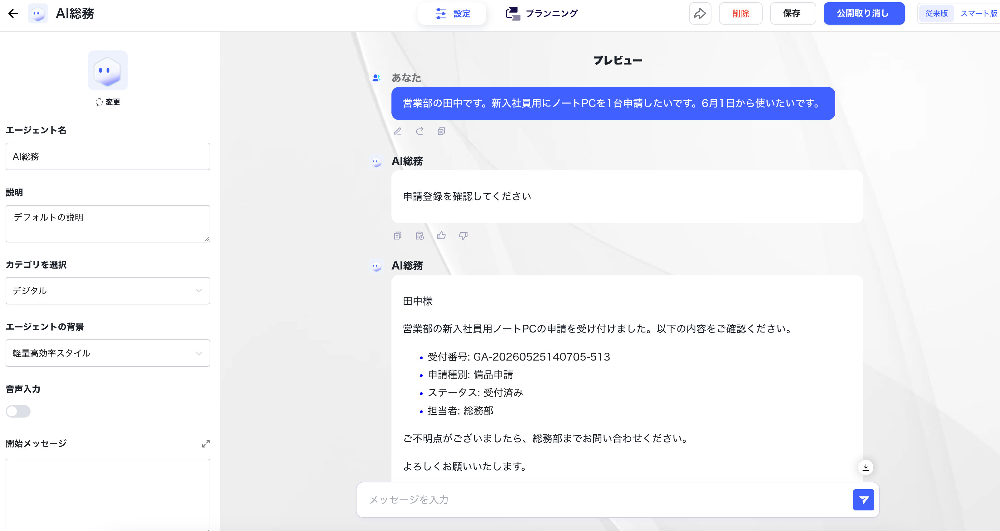 AI総務
設定
プランニング
削除
保存
公開取り消し
従来版
スマート版
変更
エージェント名
AI総務
説明
デフォルトの説明
カテゴリを選択
デジタル
エージェントの背景
軽量高効率スタイル
音声入力
開始メッセージ
プレビュー
あなた
営業部の田中です。新入社員用にノートPCを1台申請したいです。6月1日から使いたいです。
AI総務
申請登録を確認してください
AI総務
田中様
営業部の新入社員用ノートPCの申請を受け付けました。以下の内容をご確認ください。
• 受付番号: GA-20260525140705-513
• 申請種別: 備品申請
• ステータス: 受付済み
• 担当者: 総務部
ご不明点がございましたら、総務部までお問い合わせください。
よろしくお願いいたします。
メッセージを入力